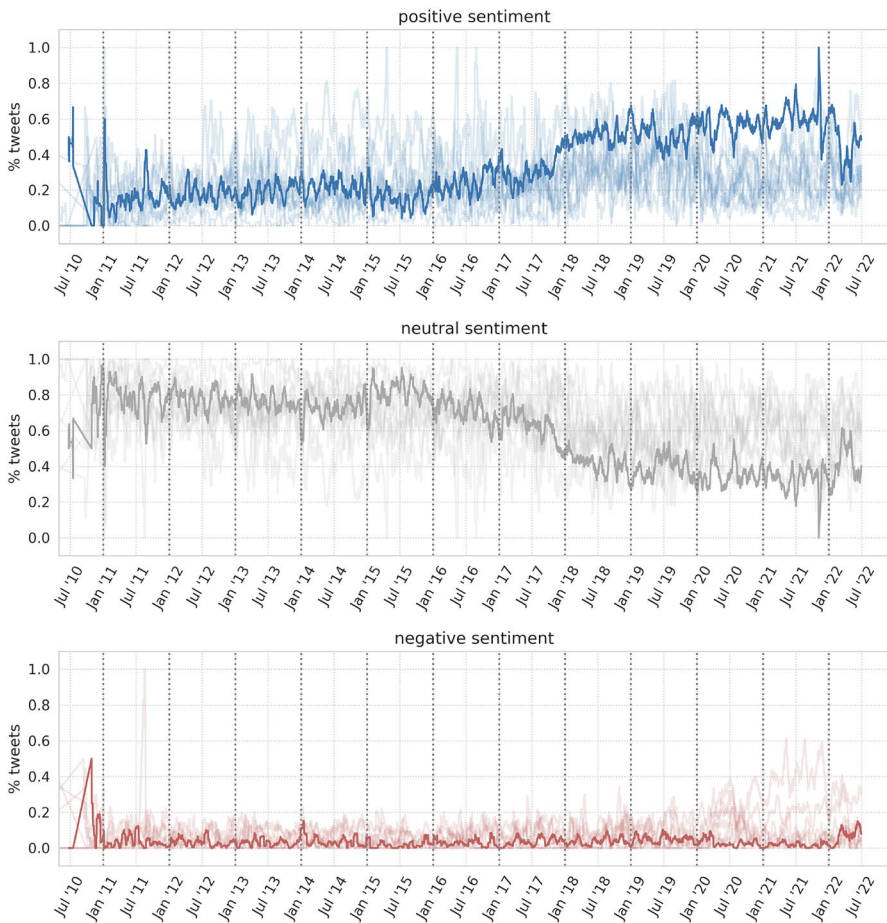 positive sentiment
1.0
0.8
0.6
0.4
0.2
0.0
% tweets
Jul '10
Jan '11
Jul '11
Jan '12
Jul '12
Jan '13
Jul '13
Jan '14
Jul '14
Jan '15
Jul '15
Jan '16
Jul '16
Jan '17
Jul '17
Jan '18
Jul '18
Jan '19
Jul '19
Jan '20
Jul '20
Jan '21
Jul '21
Jan '22
Jul '22
neutral sentiment
1.0
0.8
0.6
0.4
0.2
0.0
% tweets
Jul '10
Jan '11
Jul '11
Jan '12
Jul '12
Jan '13
Jul '13
Jan '14
Jul '14
Jan '15
Jul '15
Jan '16
Jul '16
Jan '17
Jul '17
Jan '18
Jul '18
Jan '19
Jul '19
Jan '20
Jul '20
Jan '21
Jul '21
Jan '22
Jul '22
negative sentiment
1.0
0.8
0.6
0.4
0.2
0.0
% tweets
Jul '10
Jan '11
Jul '11
Jan '12
Jul '12
Jan '13
Jul '13
Jan '14
Jul '14
Jan '15
Jul '15
Jan '16
Jul '16
Jan '17
Jul '17
Jan '18
Jul '18
Jan '19
Jul '19
Jan '20
Jul '20
Jan '21
Jul '21
Jan '22
Jul '22